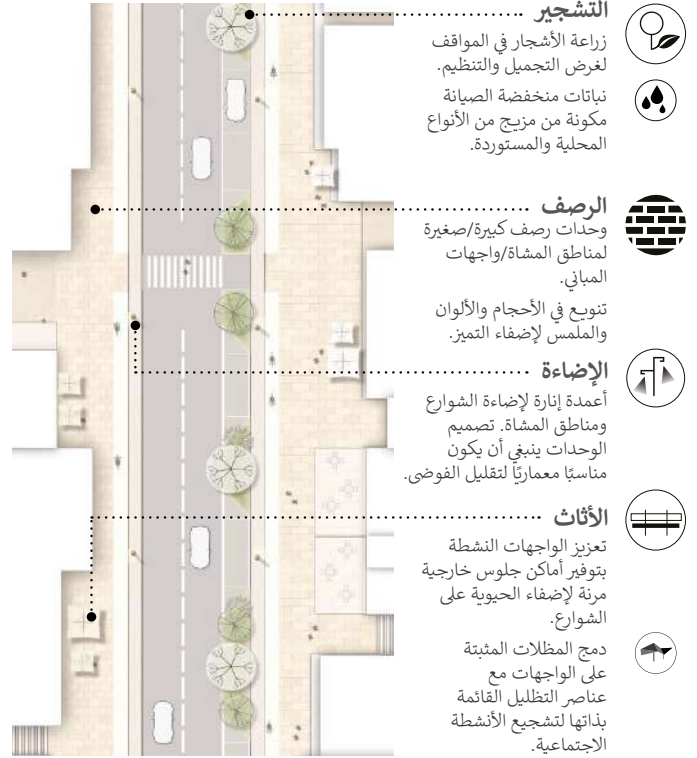 التشجير
زراعة الأشجار في المواقف
لغرض التجميل والتنظيم.
نباتات منخفضة الصيانة
مكونة من مزيج من الأنواع
المحلية والمستوردة.
الرصف
وحدات رصف كبيرة/صغيرة
لمناطق المشاة/واجهات
المباني.
تنويع في الأحجام والألوان
والملمس لإضفاء التميز.
الإضاءة
أعمدة إنارة لإضاءة الشوارع
ومناطق المشاة. تصميم
الوحدات ينبغي أن يكون
مناسبًا معماريًا لتقليل الفوضى.
الأثاث
تعزيز الواجهات النشطة
بتوفير أماكن جلوس خارجية
مرنة لإضفاء الحيوية على
الشوارع.
دمج المظلات المثبتة
على الواجهات مع
عناصر التظليل القائمة
بذاتها لتشجيع الأنشطة
الاجتماعية.